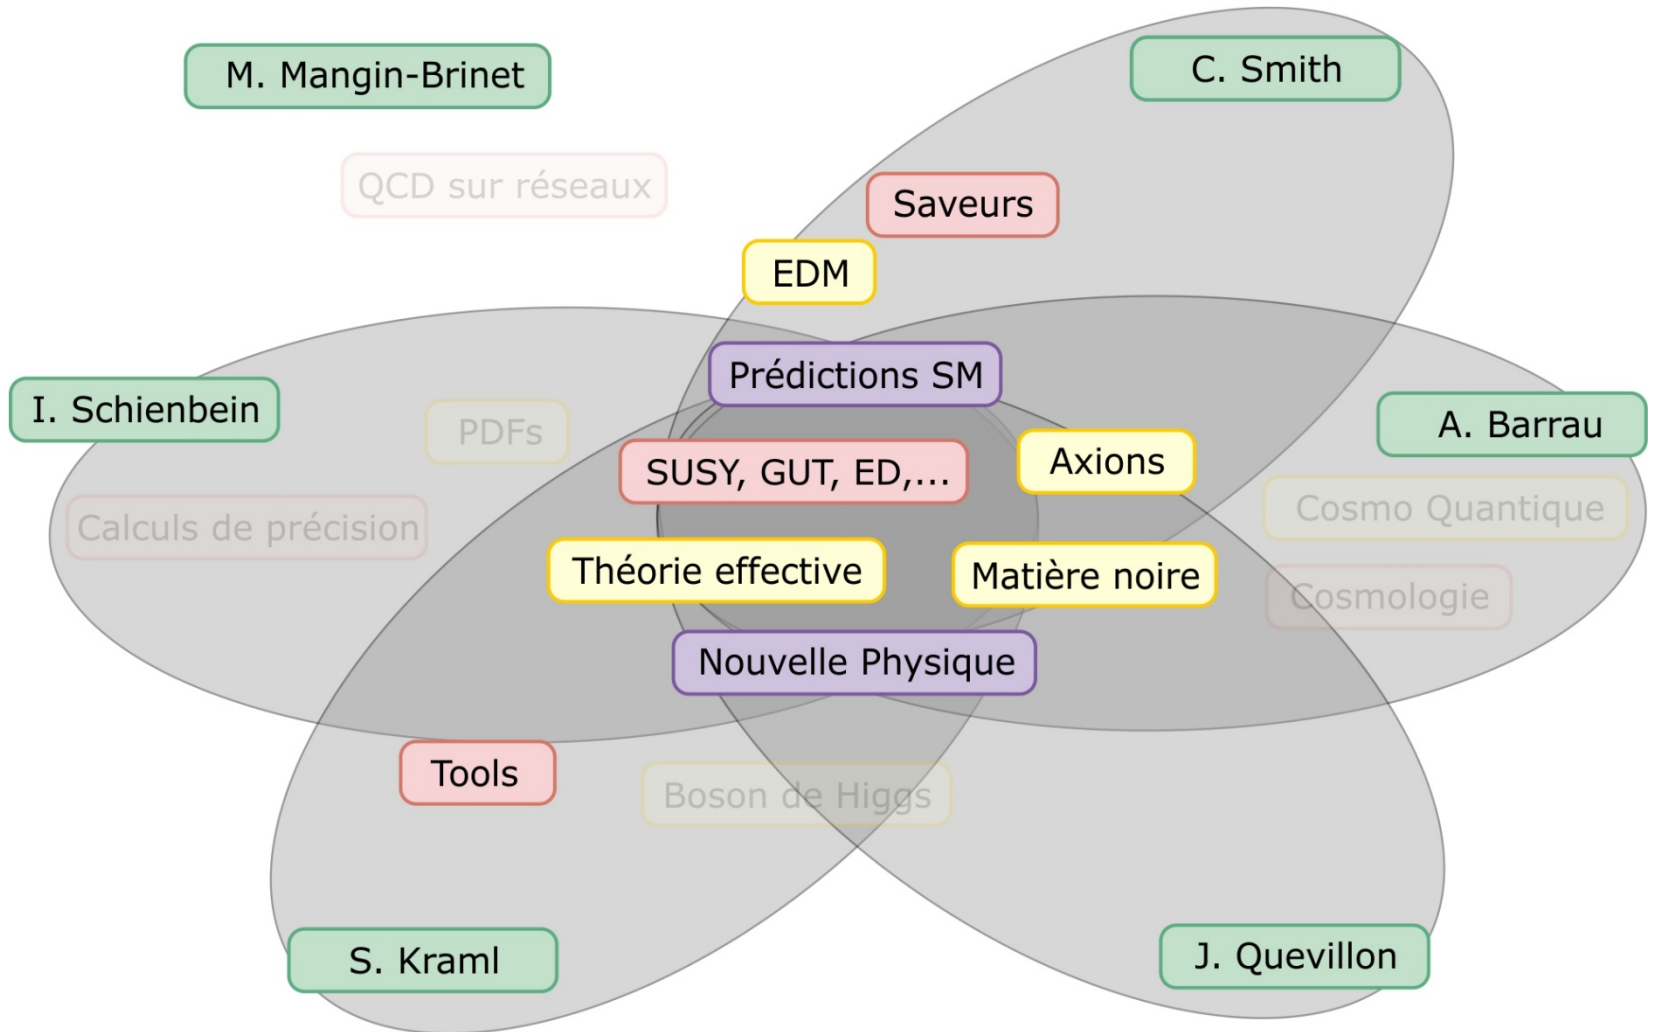 M. Mangin-Brinet
C. Smith
QCD sur réseaux
Saveurs
EDM
Prédictions SM
I. Schienbein
PDFs
A. Barrau
SUSY, GUT, ED,...
Axions
Calculs de précision
Cosmo Quantique
Théorie effective
Matière noire
Cosmologie
Nouvelle Physique
Tools
Boson de Higgs
S. Kraml
J. Quevillon